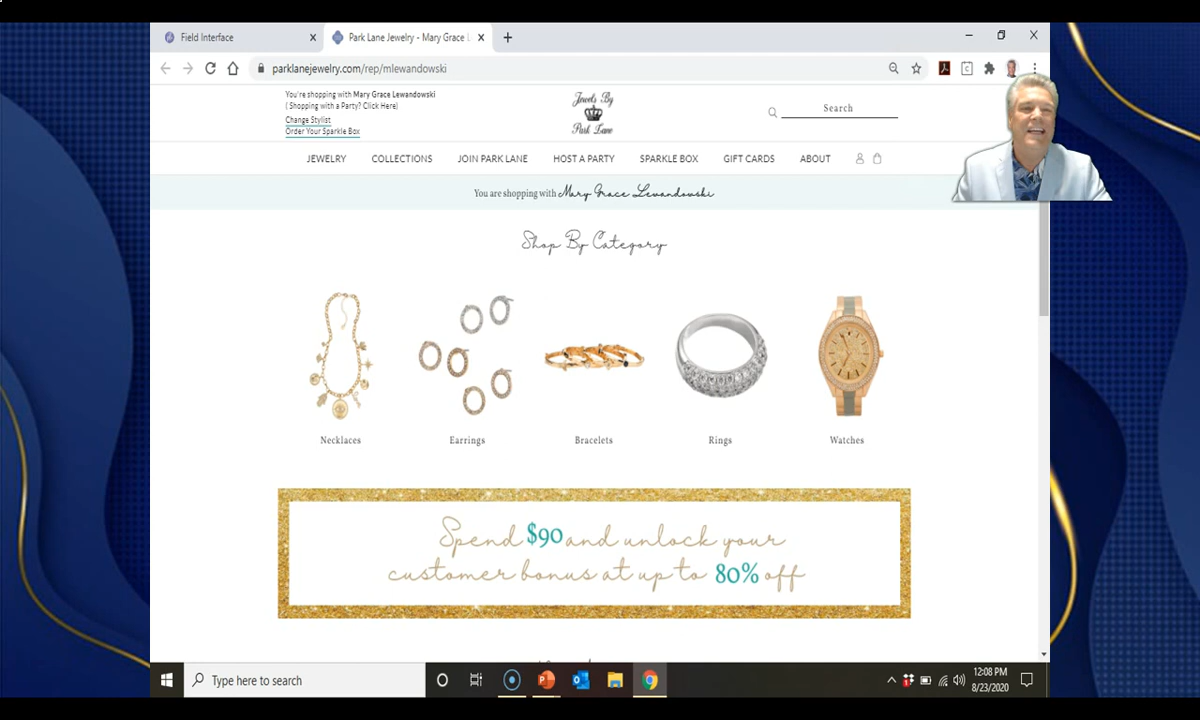 Field Interface
Park Lane Jewelry - Mary Grace L
parklanejewelry.com/rep/mlewandowski
You're shopping with Mary Grace Lewandowski
( Shopping with a Party? Click Here)
Change Stylist
Order Your Sparkle Box
Jewels By
Park Lane
Search
JEWELRY COLLECTIONS JOIN PARK LANE HOST A PARTY SPARKLE BOX GIFT CARDS ABOUT
You are shopping with Mary Grace Lewandowski
Shop By Category
Necklaces Earrings Bracelets Rings Watches
Spend $90 and unlock your
customer bonus at up to 80% off
Type here to search
12:08 PM
8/23/2020